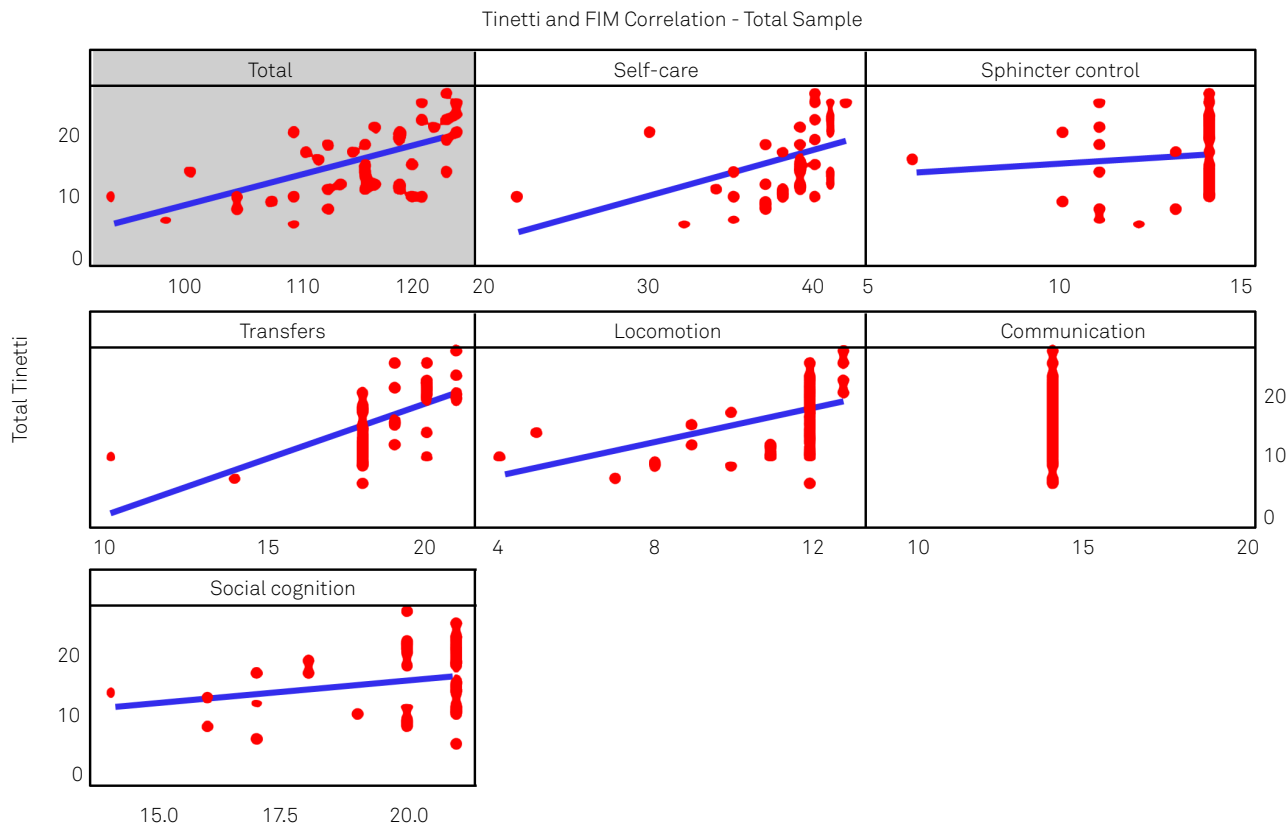 Tinetti and FIM Correlation - Total Sample
Total
Self-care
Sphincter control
20
10
0
100 110 120 20 30 40 5 10 15
Total Tinetti
Transfers
Locomotion
Communication
20
10
0
10 15 20 4 8 12 10 15 20
Social cognition
20
10
0
15.0 17.5 20.0